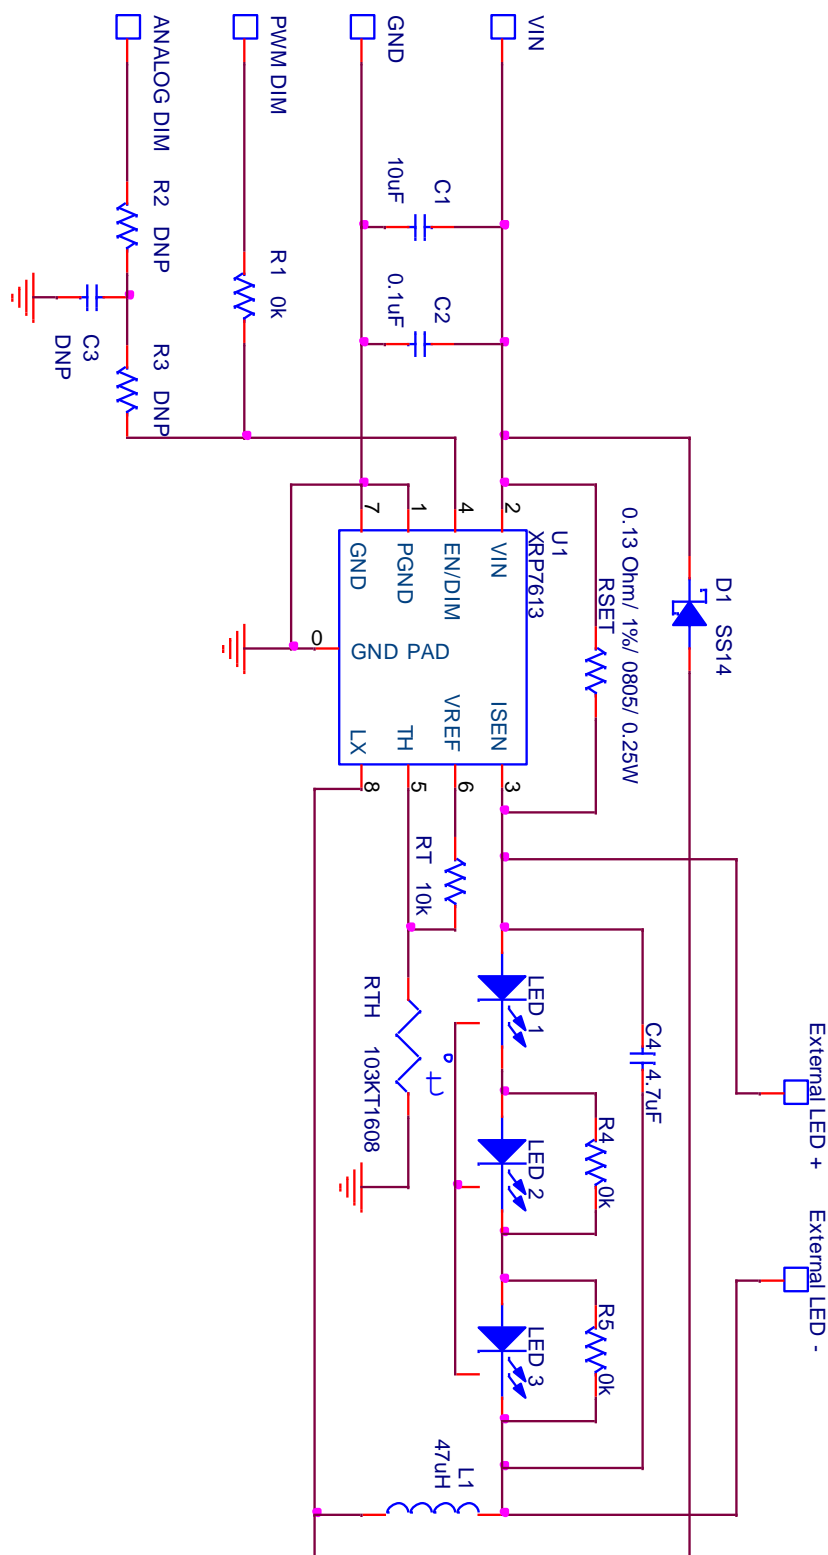 VIN
GND
PWM DIM
ANALOG DIM
C1
10uF
C2
0.1uF
R1 0k
R2 DNP
C3
DNP
R3 DNP
D1 SS14
0.13 Ohm/ 1%/ 0805/ 0.25W
RSET
U1
XRP7613
2
4
1
7
VIN
EN/DIM
PGND
GND
0
GND PAD
ISEN
VREF
TH
LX
3
6
5
8
RT 10k
RTH 103KT1608
t°
LED 1
LED 2
LED 3
C4
4.7uF
R4 0k
R5 0k
External LED +
External LED -
L1
47uH